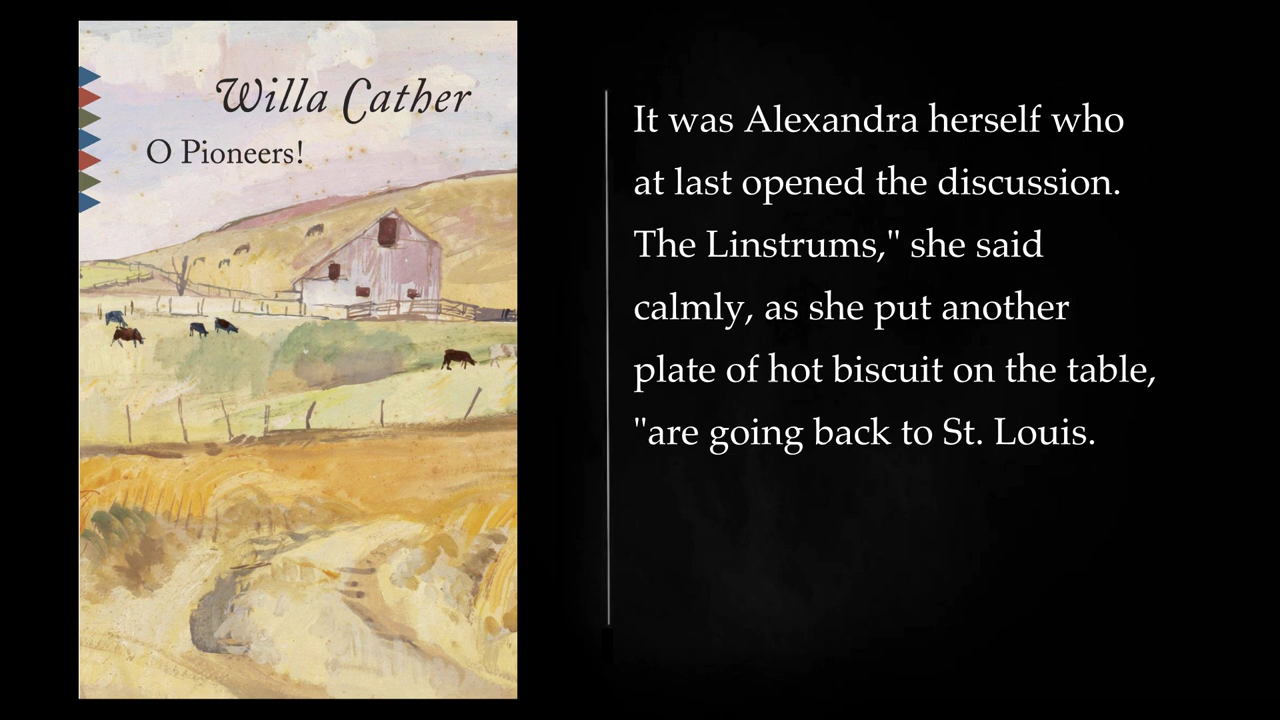 Willa Cather
O Pioneers!
It was Alexandra herself who
at last opened the discussion.
The Linstrums," she said
calmly, as she put another
plate of hot biscuit on the table,
"are going back to St. Louis.